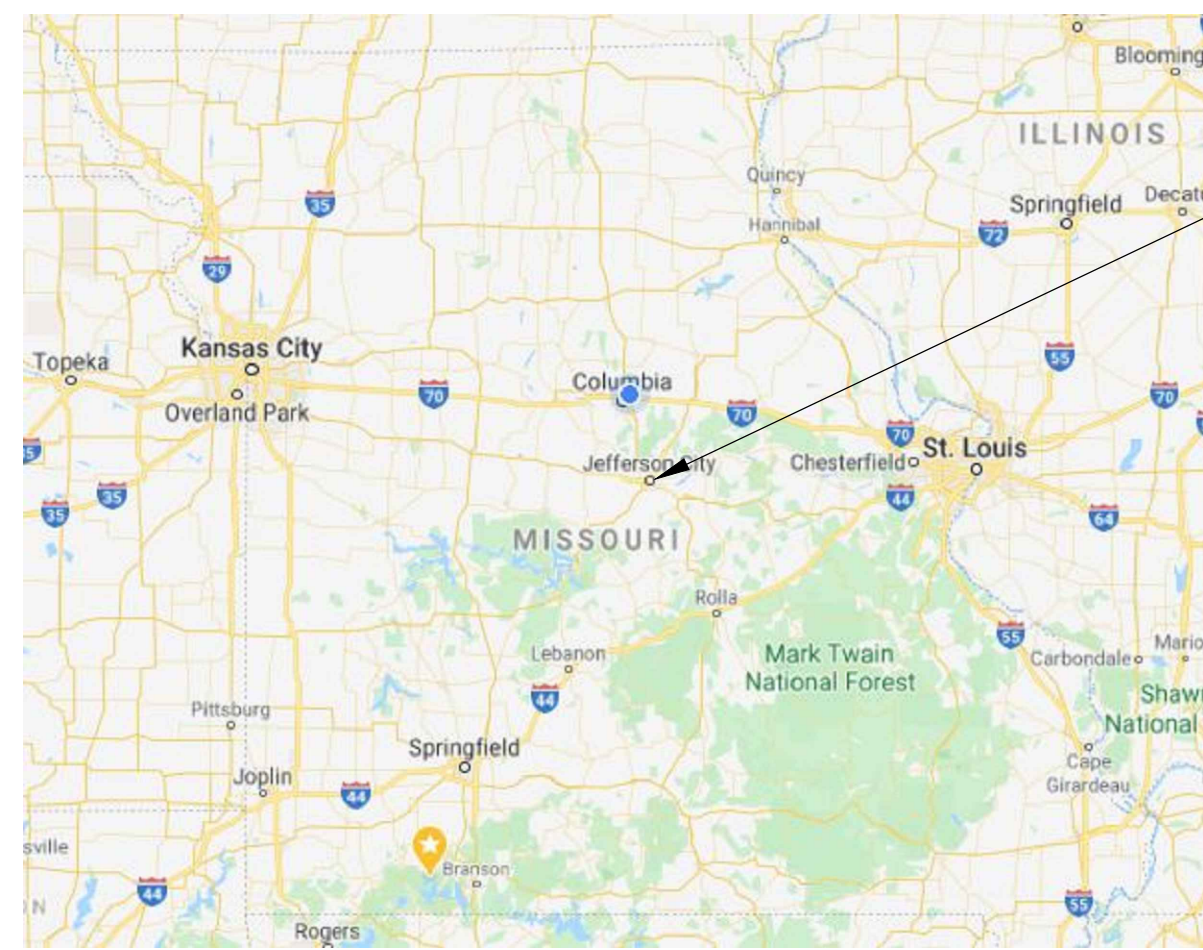 Blooming
ILLINOIS
Quincy
Springfield
Decatu
35
Hannibal
72
29
Kansas City
Topeka
55
Columbia
70
70
70
Overland Park
70
St. Louis
Jefferson City
Chesterfield
35
44
35
64
MISSOURI
Rolla
55
Lebanon
Mark Twain
National Forest
Carbondale
Mario
44
Shawn
National
Pittsburg
Springfield
Cape
Girardeau
Joplin
44
sville
Branson
44
55
Rogers